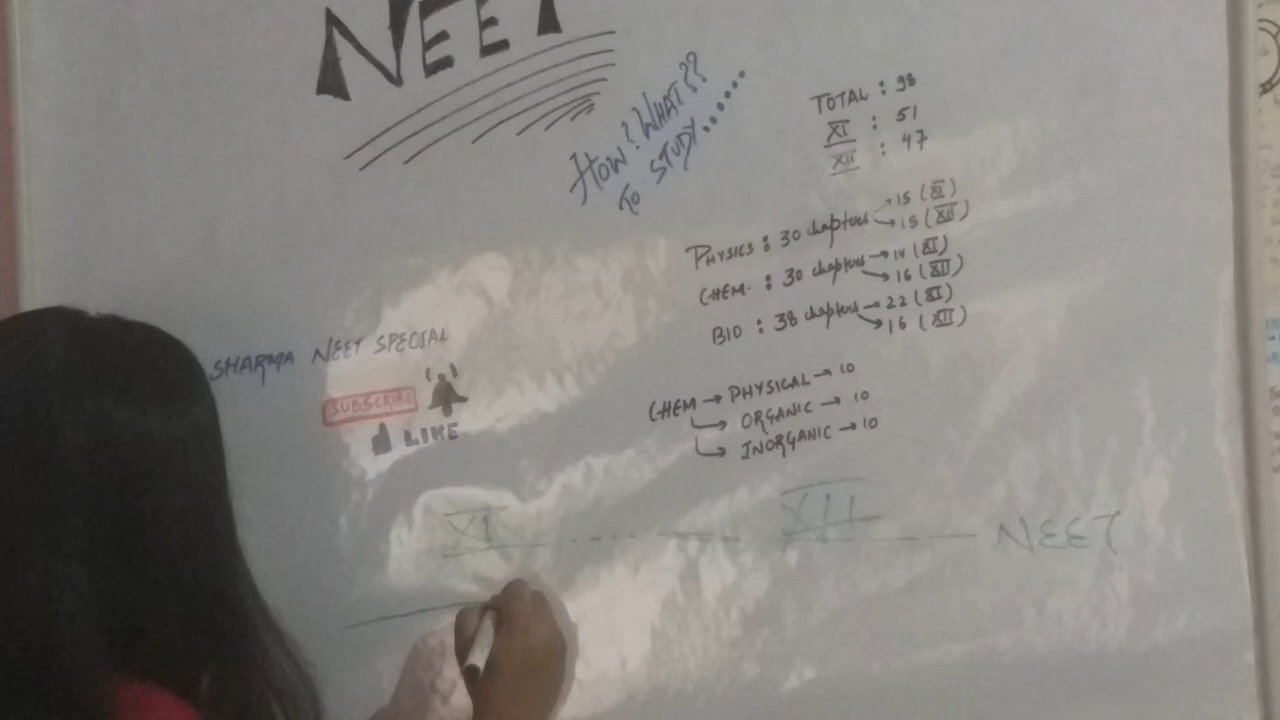 NEET
HOW? WHAT??
TO STUDY.......
TOTAL : 98
XI : 51
XII : 47
PHYSICS : 30 chapters → 15 (XI)
→ 15 (XII)
CHEM. : 30 chapters → 14 (XI)
→ 16 (XII)
BIO : 38 chapters → 22 (XI)
→ 16 (XII)
SHARMA NEET SPECIAL
SUBSCRIBE
LIKE
CHEM → PHYSICAL → 10
→ ORGANIC → 10
→ INORGANIC → 10
XI ..... — — — XII — — NEET